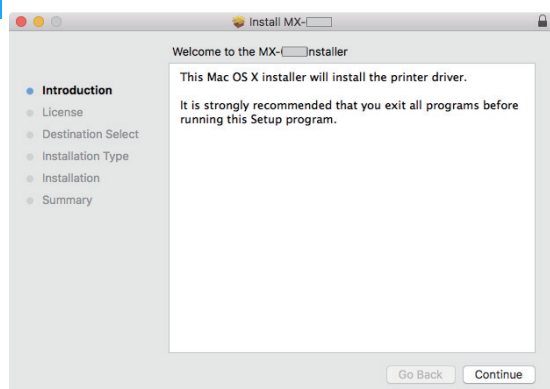 Install MX-
Welcome to the MX- nstaller
Introduction
License
Destination Select
Installation Type
Installation
Summary
This Mac OS X installer will install the printer driver.
It is strongly recommended that you exit all programs before
running this Setup program.
Go Back
Continue